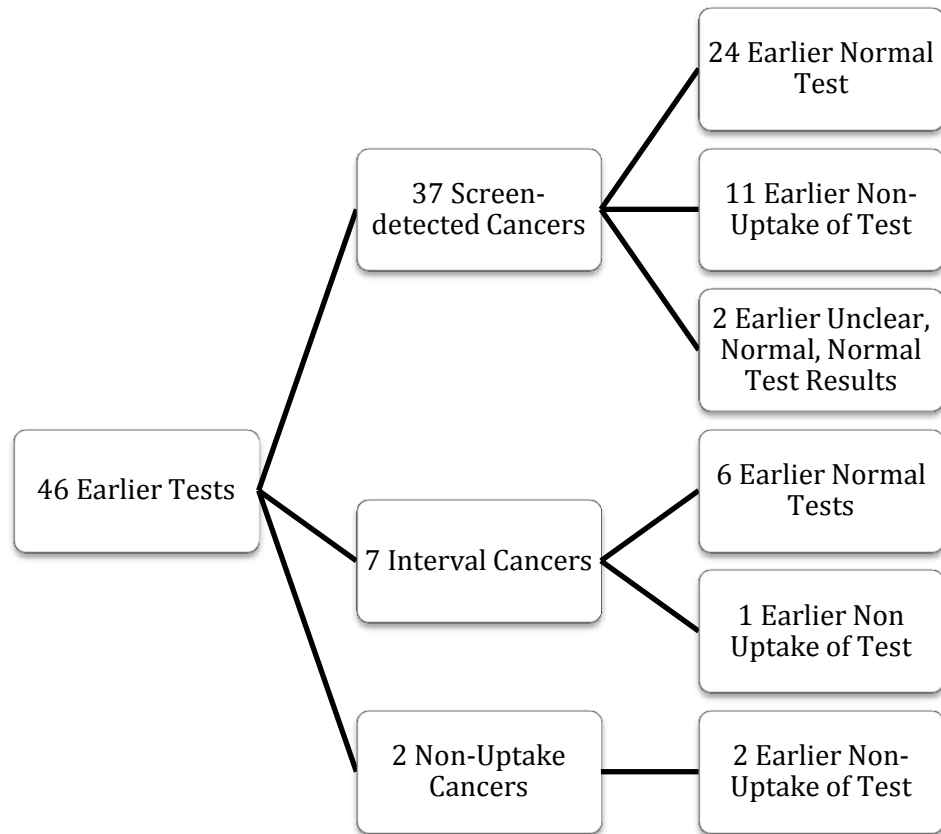 46 Earlier Tests
37 Screen-
detected Cancers
24 Earlier Normal
Test
11 Earlier Non-
Uptake of Test
2 Earlier Unclear,
Normal, Normal
Test Results
7 Interval Cancers
6 Earlier Normal
Tests
1 Earlier Non
Uptake of Test
2 Non-Uptake
Cancers
2 Earlier Non-
Uptake of Test